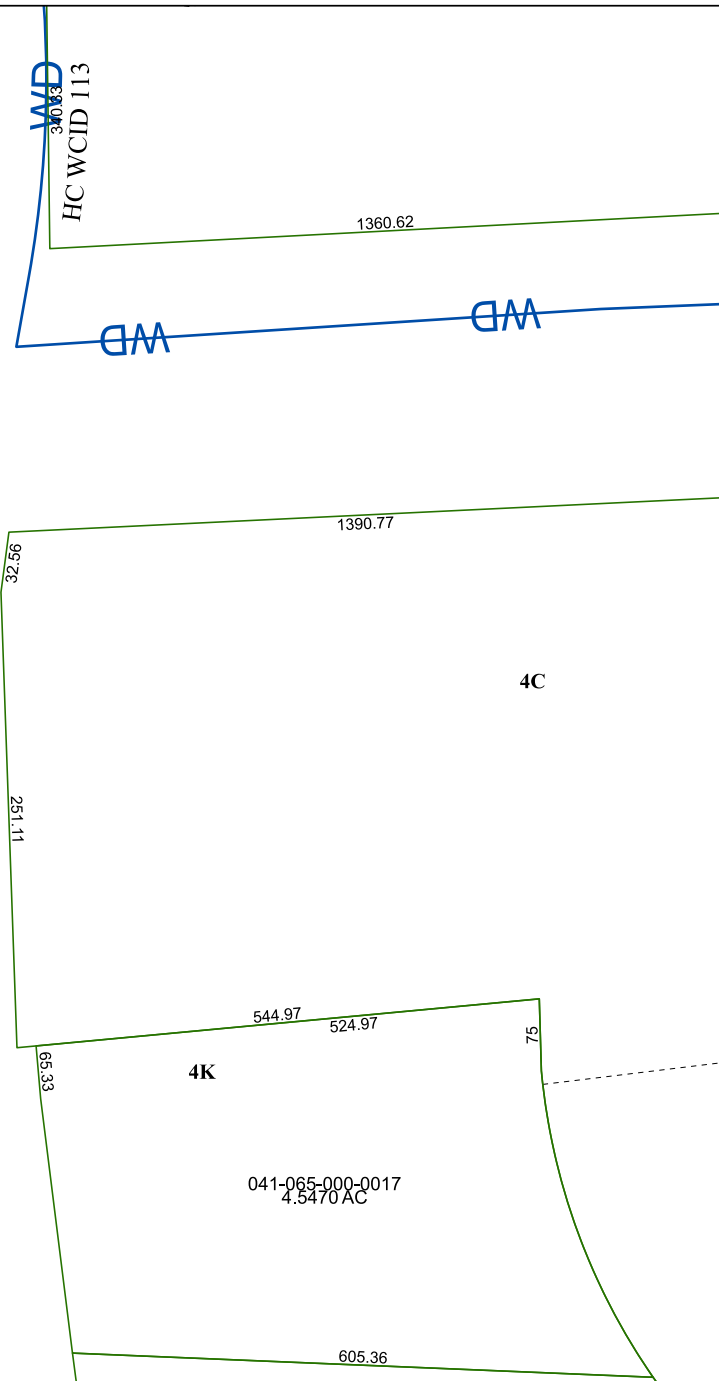 WD
340.33
HC WCID 113
1360.62
WD
WD
1390.77
32.56
4C
251.11
544.97
524.97
75
65.33
4K
041-065-000-0017
4.5470 AC
605.36